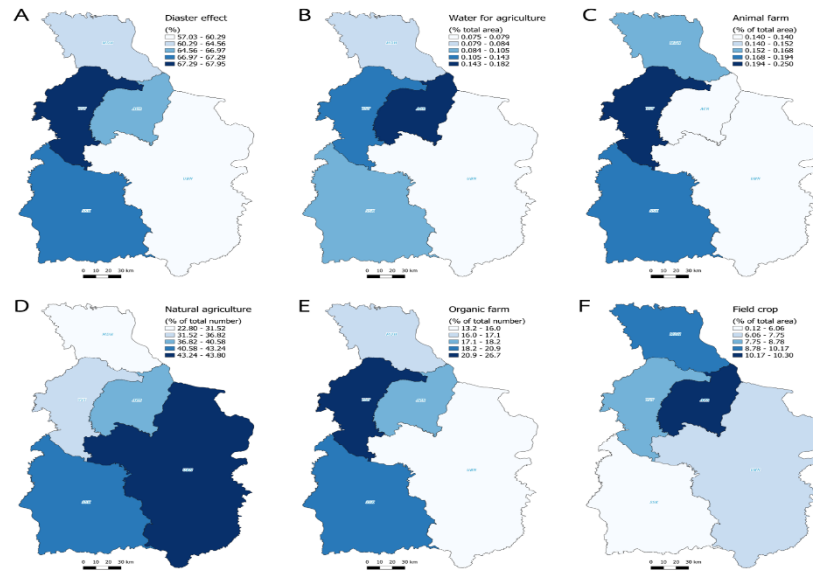 A
Diaster effect
(%)
57.03 - 60.29
60.29 - 64.56
64.56 - 66.97
66.97 - 67.29
67.29 - 67.95
0 10 20 30 km
B
Water for agriculture
(% total area)
0.075 - 0.079
0.079 - 0.084
0.084 - 0.105
0.105 - 0.143
0.143 - 0.182
0 10 20 30 km
C
Animal farm
(% of total area)
0.140 - 0.140
0.140 - 0.152
0.152 - 0.168
0.168 - 0.194
0.194 - 0.250
0 10 20 30 km
D
Natural agriculture
(% of total number)
22.80 - 31.52
31.52 - 36.82
36.82 - 40.58
40.58 - 43.24
43.24 - 43.80
0 10 20 30 km
E
Organic farm
(% of total number)
13.2 - 16.0
16.0 - 17.1
17.1 - 18.2
18.2 - 20.9
20.9 - 26.7
0 10 20 30 km
F
Field crop
(% of total area)
0.12 - 6.06
6.06 - 7.75
7.75 - 8.78
8.78 - 10.17
10.17 - 10.30
0 10 20 30 km